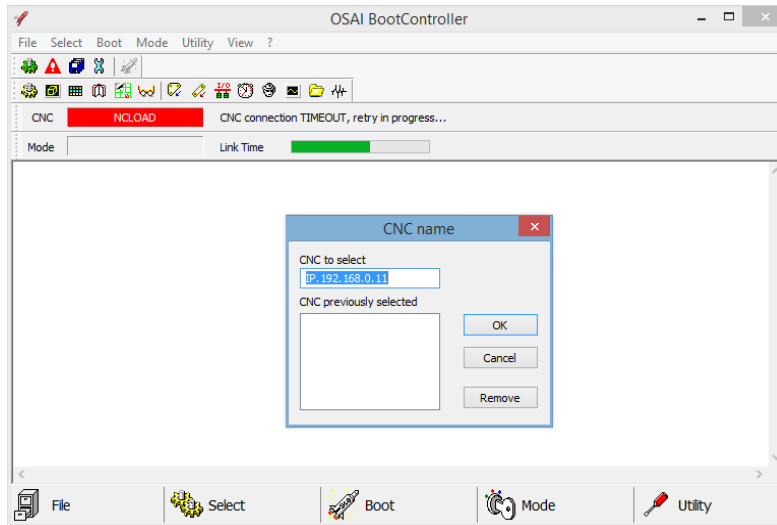 OSAI BootController
File Select Boot Mode Utility View ?
I/O
CNC NCLOAD CNC connection TIMEOUT, retry in progress...
Mode Link Time
CNC name
CNC to select
IP.192.168.0.11
CNC previously selected
OK
Cancel
Remove
File Select Boot Mode Utility